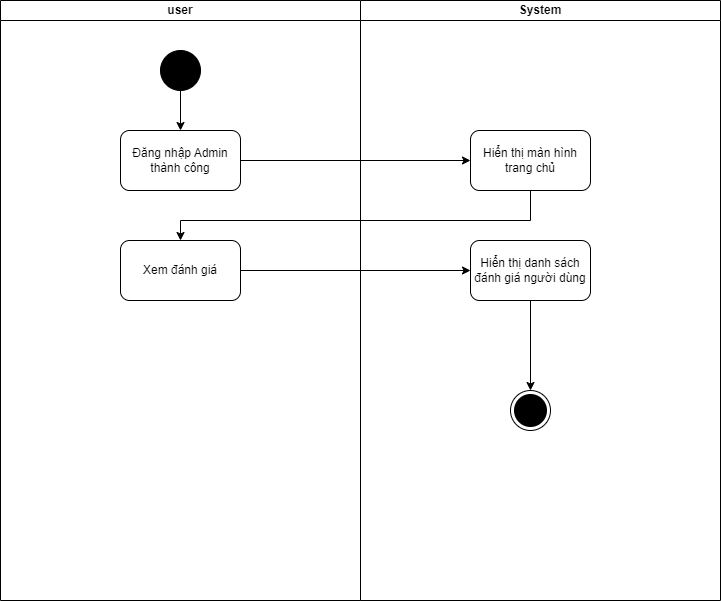 user
System
Đăng nhập Admin
thành công
Hiển thị màn hình
trang chủ
Xem đánh giá
Hiển thị danh sách
đánh giá người dùng